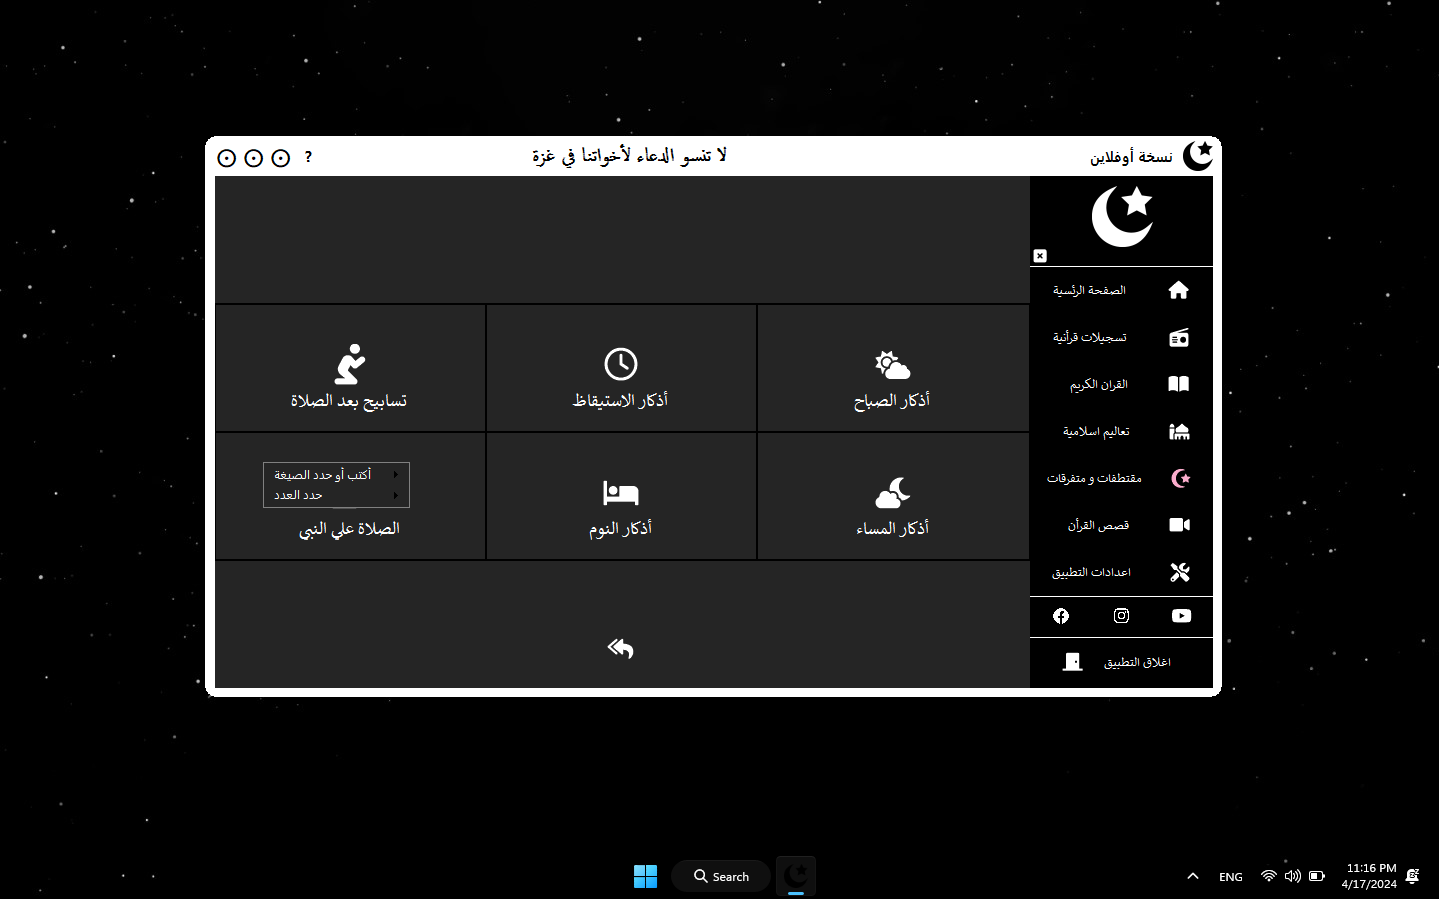 نسخة أوفلاين
لا تنسو الدعاء لأخواتنا في غزة
?
الصفحة الرئسية
تسجيلات قرأنية
القران الكريم
تعاليم اسلامية
مقتطفات و متفرقات
قصص القرأن
اعدادات التطبيق
اغلاق التطبيق
أذكار الصباح
أذكار الاستيقاظ
تسابيح بعد الصلاة
أذكار المساء
أذكار النوم
أكتب أو حدد الصيغة
حدد العدد
الصلاة علي النبي
Search
ENG
11:16 PM
4/17/2024